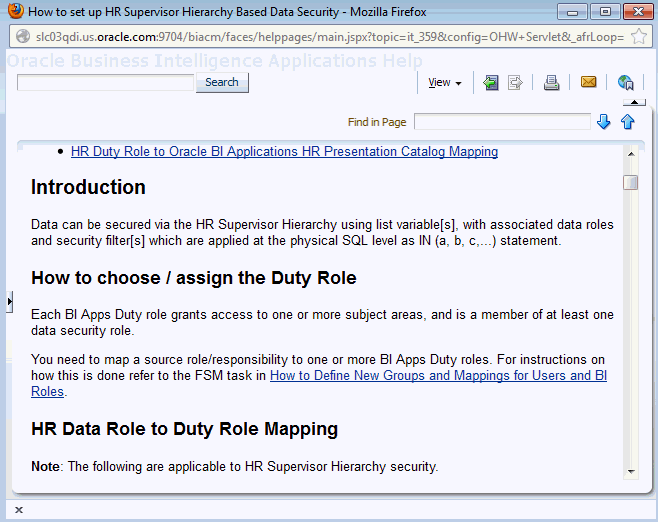 How to set up HR Supervisor Hierarchy Based Data Security - Mozilla Firefox
slc03qdi.us.oracle.com:9704/biacm/faces/helppages/main.jspx?topic=it_359&config=OHW+Servlet&_afrLoop=
Oracle Business Intelligence Applications Help
Search View
Find in Page
• HR Duty Role to Oracle BI Applications HR Presentation Catalog Mapping
Introduction
Data can be secured via the HR Supervisor Hierarchy using list variable[s], with associated data roles
and security filter[s] which are applied at the physical SQL level as IN (a, b, c,...) statement.
How to choose / assign the Duty Role
Each BI Apps Duty role grants access to one or more subject areas, and is a member of at least one
data security role.
You need to map a source role/responsibility to one or more BI Apps Duty roles. For instructions on
how this is done refer to the FSM task in How to Define New Groups and Mappings for Users and BI
Roles.
HR Data Role to Duty Role Mapping
Note: The following are applicable to HR Supervisor Hierarchy security.